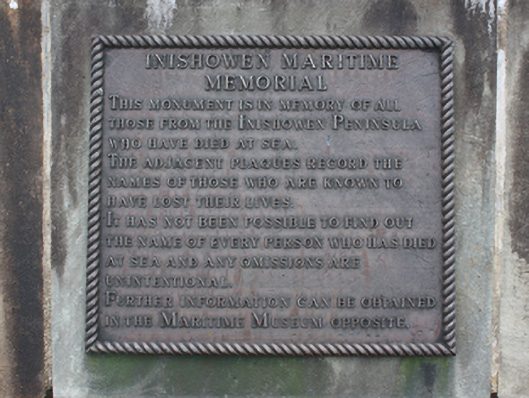 INISHOWEN MARITIME
MEMORIAL
THIS MONUMENT IS IN MEMORY OF ALL
THOSE FROM THE INISHOWEN PENINSULA
WHO HAVE DIED AT SEA.
THE ADJACENT PLAQUES RECORD THE
NAMES OF THOSE WHO ARE KNOWN TO
HAVE LOST THEIR LIVES.
IT HAS NOT BEEN POSSIBLE TO FIND OUT
THE NAME OF EVERY PERSON WHO HAS DIED
AT SEA AND ANY OMISSIONS ARE
UNINTENTIONAL.
FURTHER INFORMATION CAN BE OBTAINED
IN THE MARITIME MUSEUM OPPOSITE.